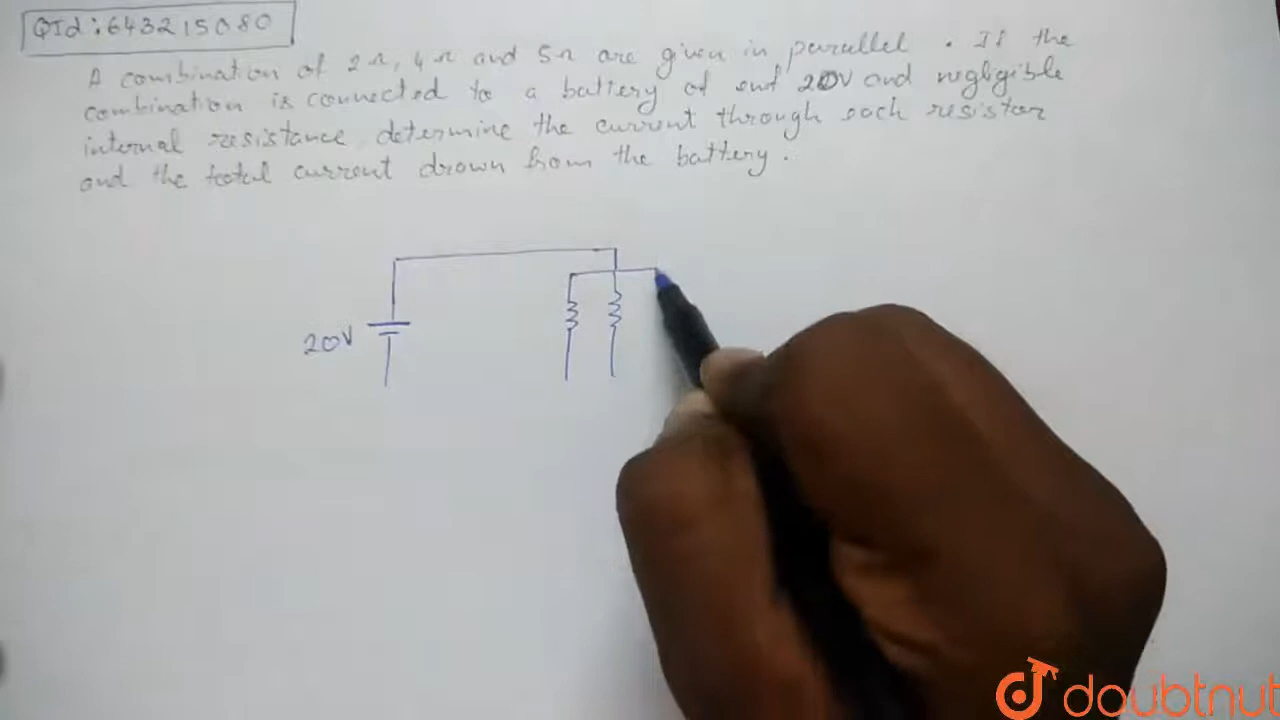 QId : 643215080
A combination of 2Ω, 4Ω and 5Ω are given in parallel . If the
combination is connected to a battery of emf 20V and negligible
internal resistance, determine the current through each resistor
and the total current drown from the battery .
20V
doubtnut